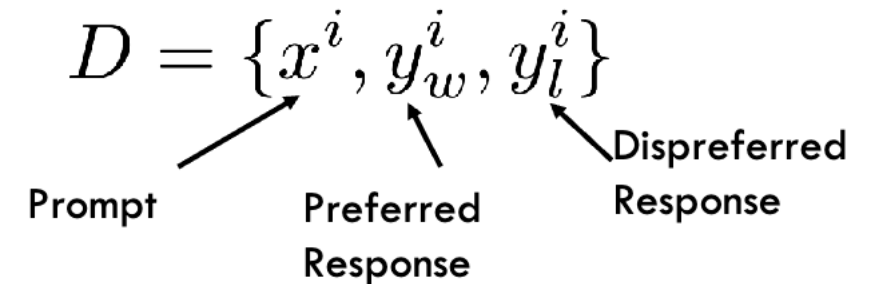 D = {x^i, y_w^i, y_l^i}
Prompt
Preferred
Response
Dispreferred
Response